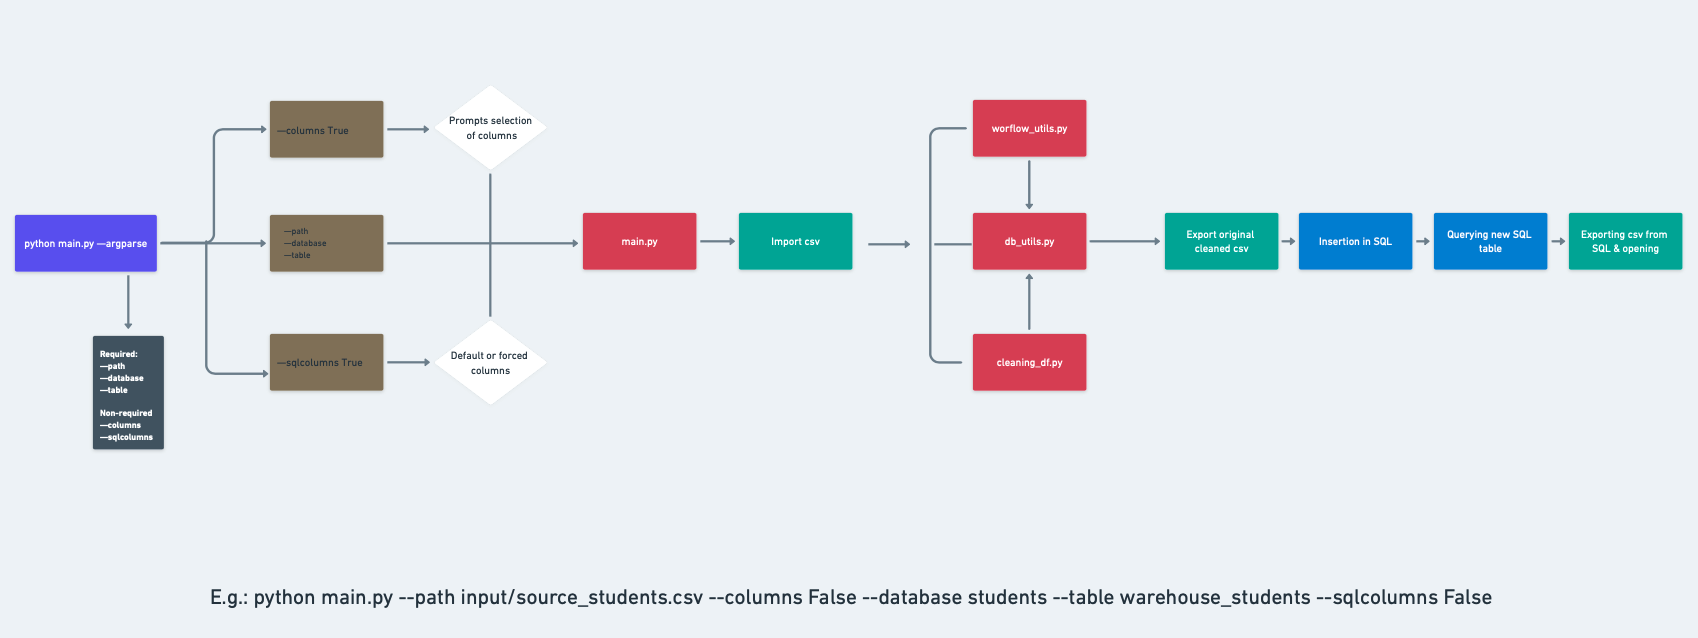 python main.py —argparse
Required:
—path
—database
—table
Non-required
—columns
—sqlcolumns
—columns True
—path
—database
—table
—sqlcolumns True
Prompts selection
of columns
Default or forced
columns
main.py
Import csv
worflow_utils.py
db_utils.py
cleaning_df.py
Export original
cleaned csv
Insertion in SQL
Querying new SQL
table
Exporting csv from
SQL & opening
E.g.: python main.py --path input/source_students.csv --columns False --database students --table warehouse_students --sqlcolumns False